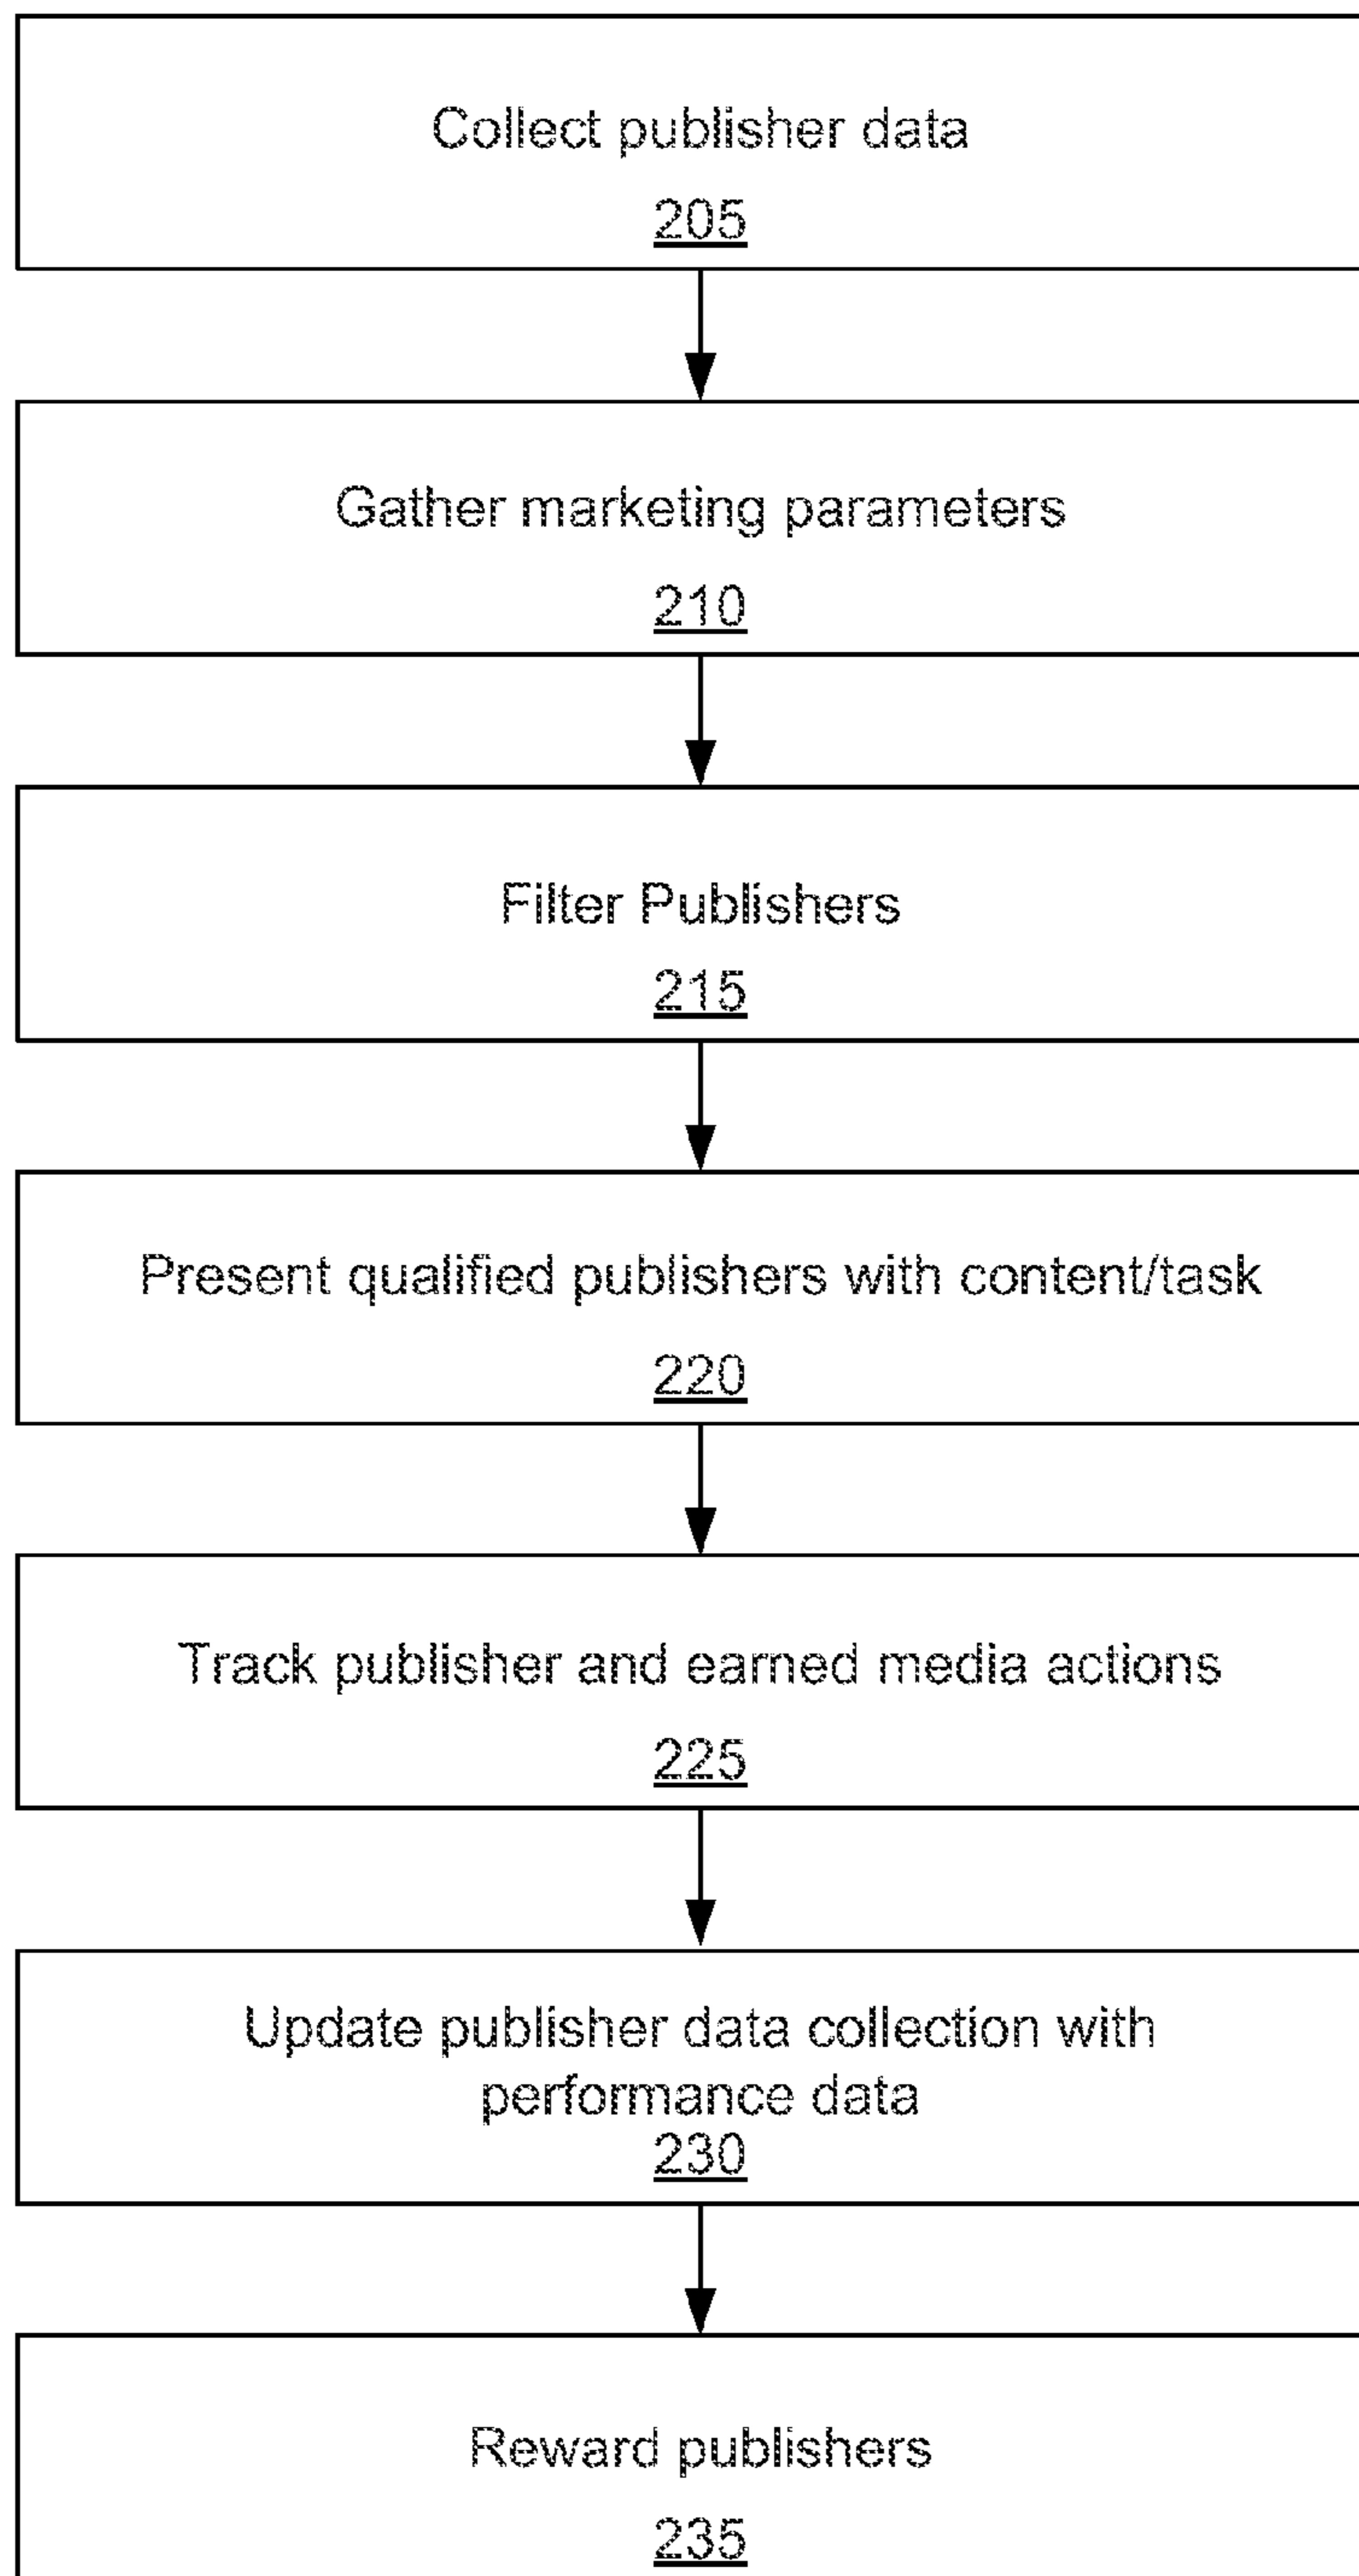 Collect publisher data
205
Gather marketing parameters
210
Filter Publishers
215
Present qualified publishers with content/task
220
Track publisher and earned media actions
225
Update publisher data collection with
performance data
230
Reward publishers
235